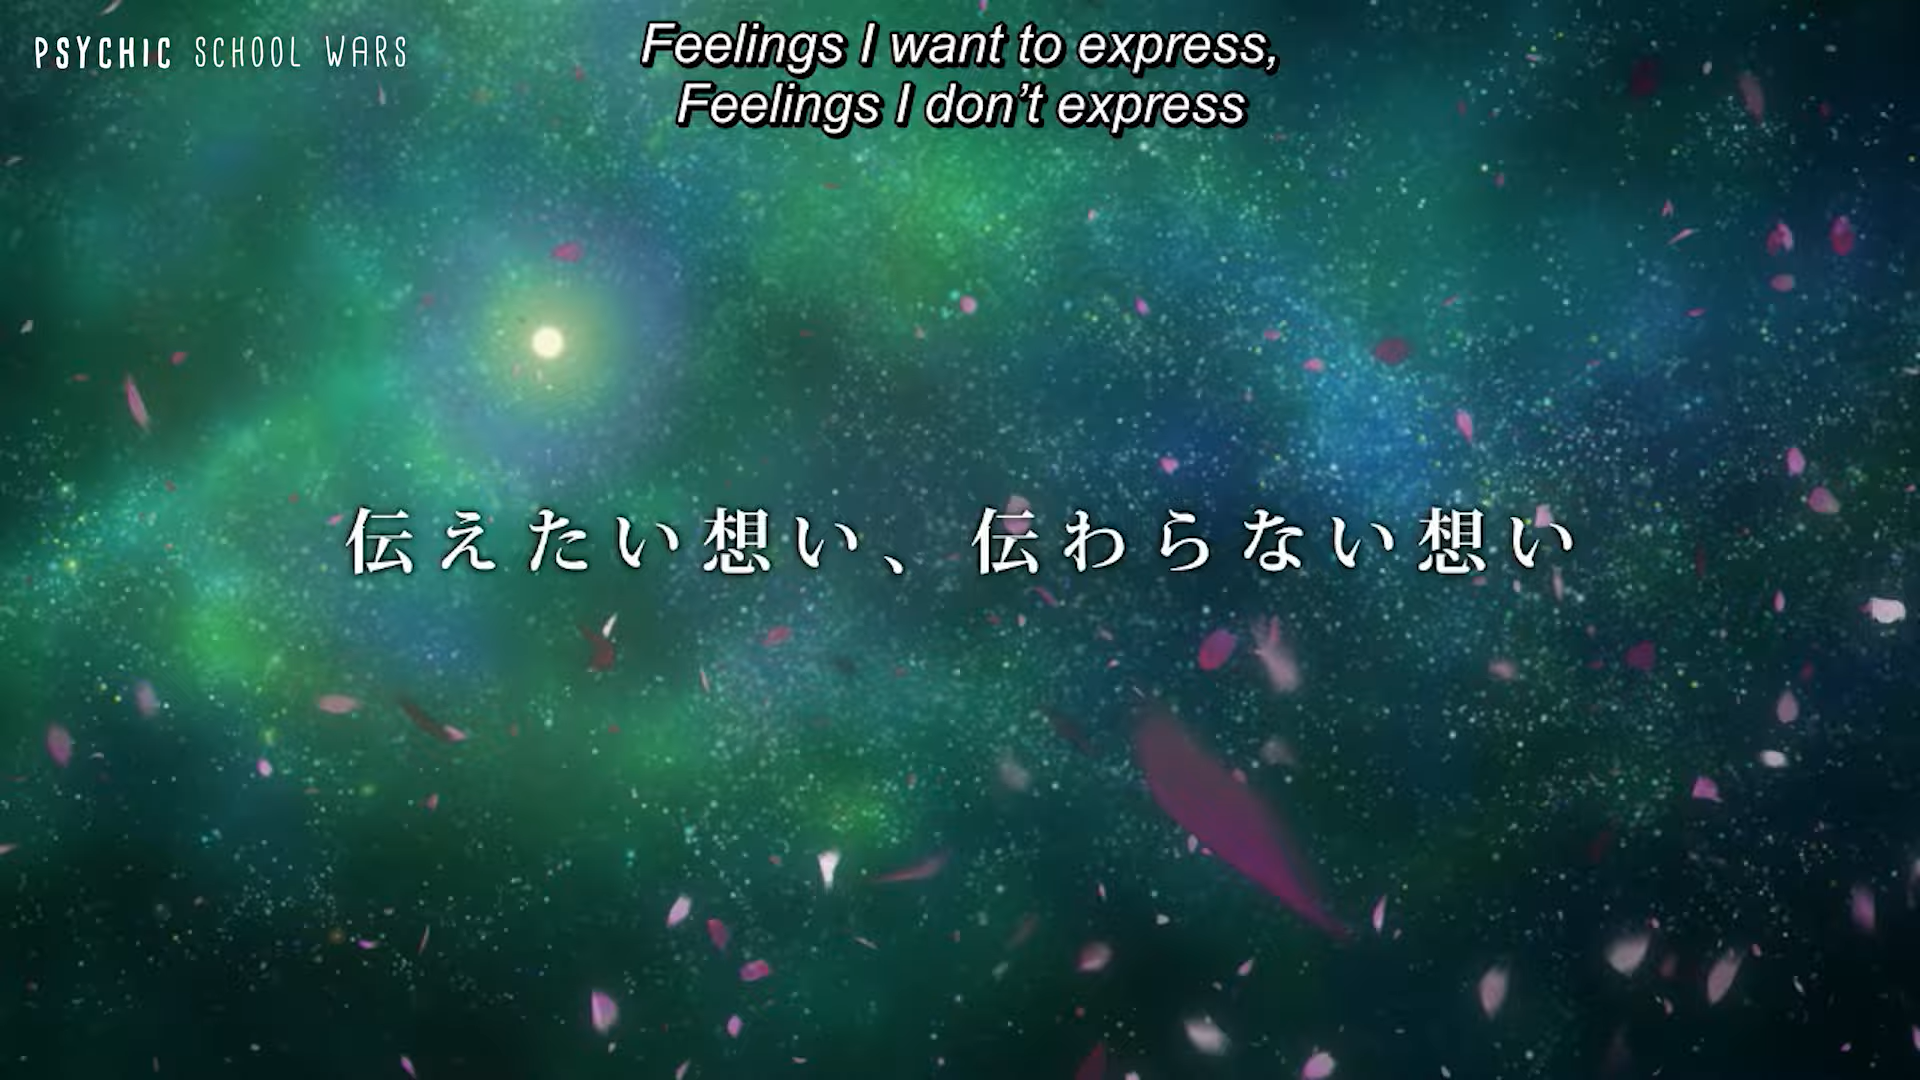 PSYCHIC SCHOOL WARS
Feelings I want to express,
Feelings I don't express
伝えたい想い、伝わらない想い